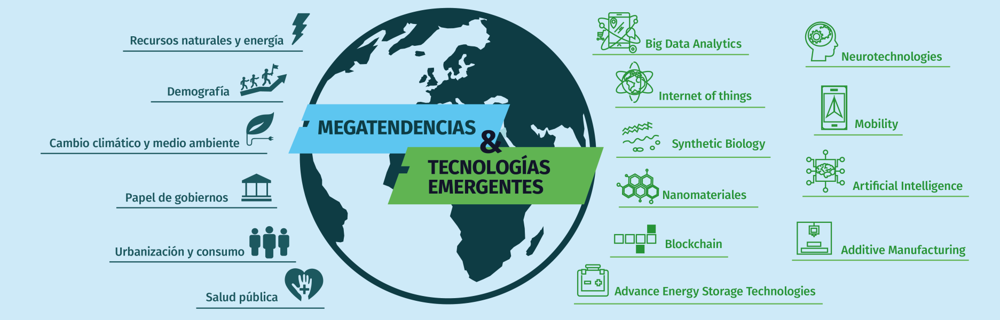 Recursos naturales y energía
Demografía
Cambio climático y medio ambiente
Papel de gobiernos
Urbanización y consumo
Salud pública
MEGATENDENCIAS
&
TECNOLOGÍAS
EMERGENTES
Big Data Analytics
Internet of things
Synthetic Biology
Nanomateriales
Blockchain
Advance Energy Storage Technologies
Neurotechnologies
Mobility
Artificial Intelligence
Additive Manufacturing